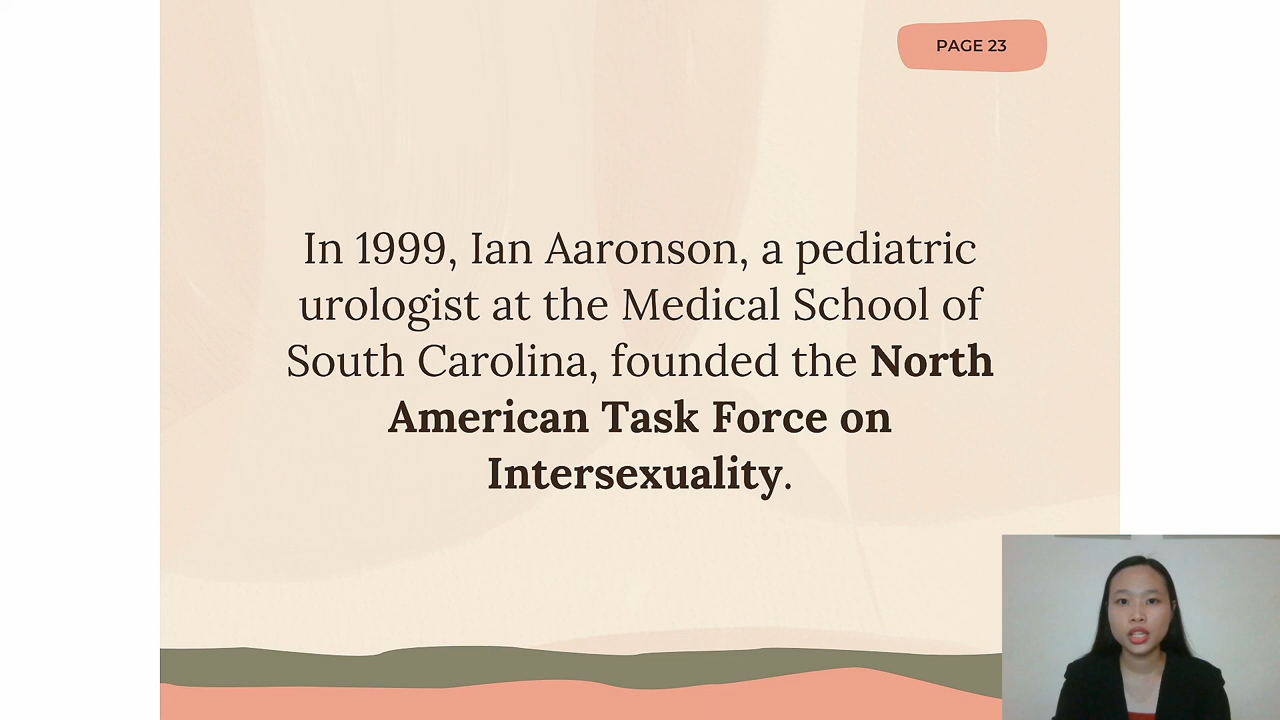 PAGE 23
In 1999, Ian Aaronson, a pediatric
urologist at the Medical School of
South Carolina, founded the North
American Task Force on
Intersexuality.